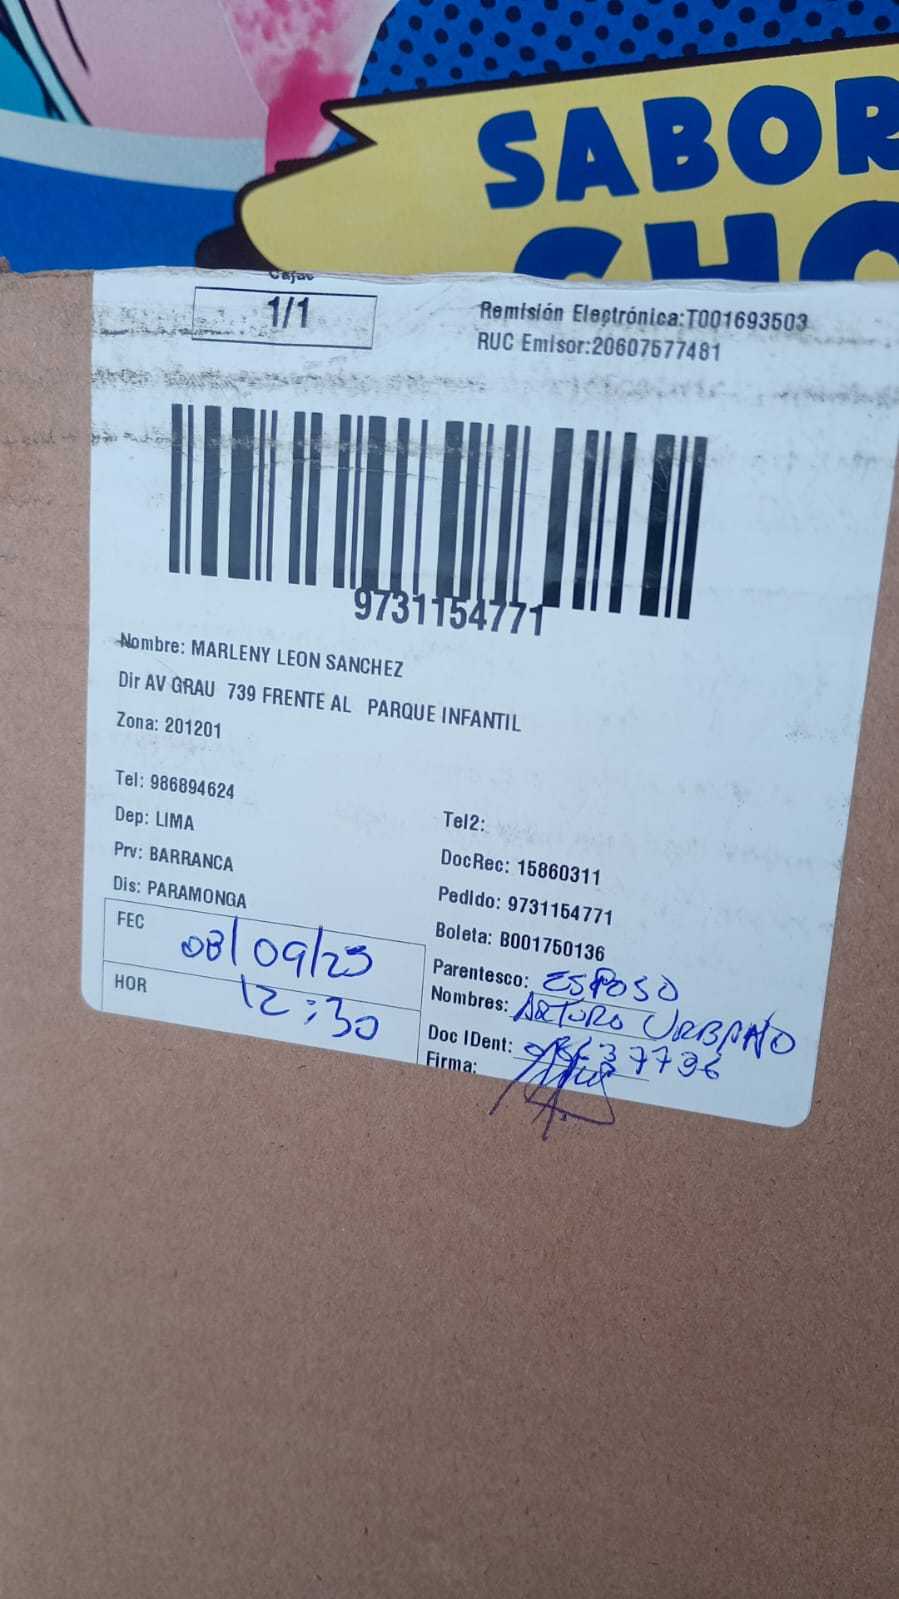 SABOR
CHO
Cajas
1/1
Remisión Electrónica:T001693503
RUC Emisor:20607577481
9731154771
Nombre: MARLENY LEON SANCHEZ
Dir AV GRAU 739 FRENTE AL PARQUE INFANTIL
Zona: 201201
Tel: 986894624
Tel2:
Dep: LIMA
DocRec: 15860311
Prv: BARRANCA
Pedido: 9731154771
Dis: PARAMONGA
Boleta: B001750136
FEC 08/09/23
Parentesco: ESPOSO
HOR 12:30
Nombres: ARTURO URBANO
Doc IDent:
Firma: